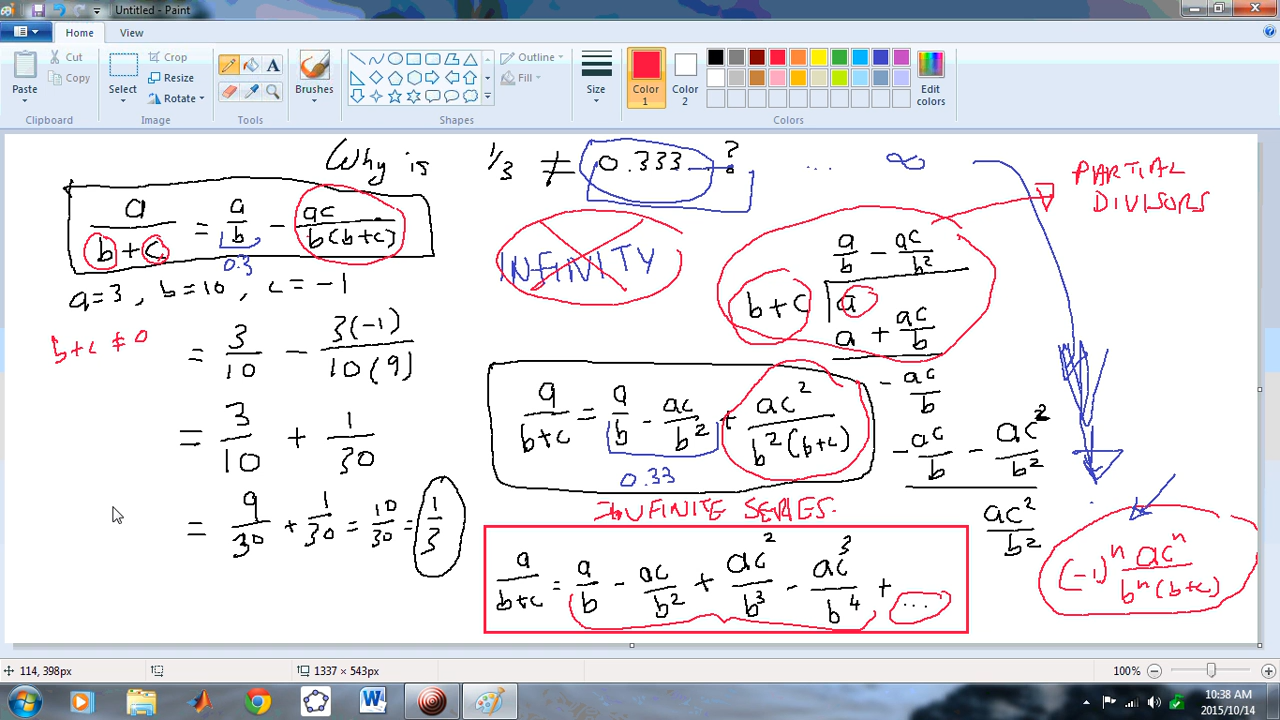 Untitled - Paint
Home View
Paste
Cut
Copy
Clipboard
Select
Crop
Resize
Rotate
Image
Tools
Brushes
Shapes
Outline
Fill
Size
Color 1
Color 2
Edit colors
Colors
Why is 1/3 ≠ 0.333 — ? ... ∞
PARTIAL DIVISORS
a/(b+c) = a/b - ac/(b(b+c))
0.3
a=3, b=10, c=-1
b+c ≠ 0
= 3/10 - 3(-1)/(10(9))
= 3/10 + 1/30
= 9/30 + 1/30 = 10/30 = 1/3
INFINITY
a/b - ac/b²
b+c a
a + ac/b
- ac/b
- ac/b - ac²/b²
ac²/b²
a/(b+c) = a/b - ac/b² + ac²/(b²(b+c))
0.33
INFINITE SERIES.
a/(b+c) = a/b - ac/b² + ac²/b³ - ac³/b⁴ + ...
(-1)ⁿ acⁿ/(bⁿ(b+c))
114, 398px
1337 × 543px
100%
10:38 AM
2015/10/14